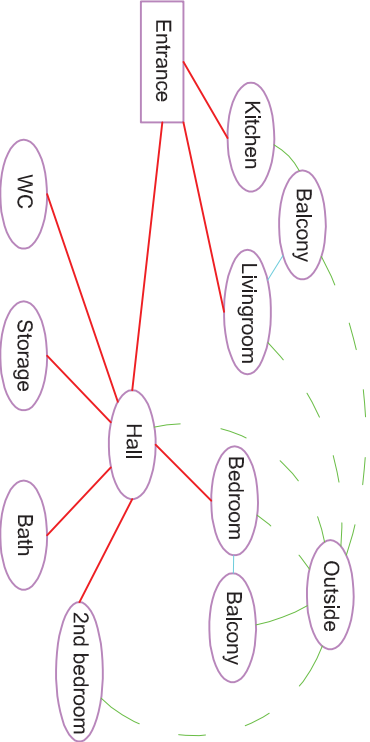 Entrance
Kitchen
Balcony
Livingroom
WC
Storage
Hall
Bedroom
Bath
Outside
Balcony
2nd bedroom